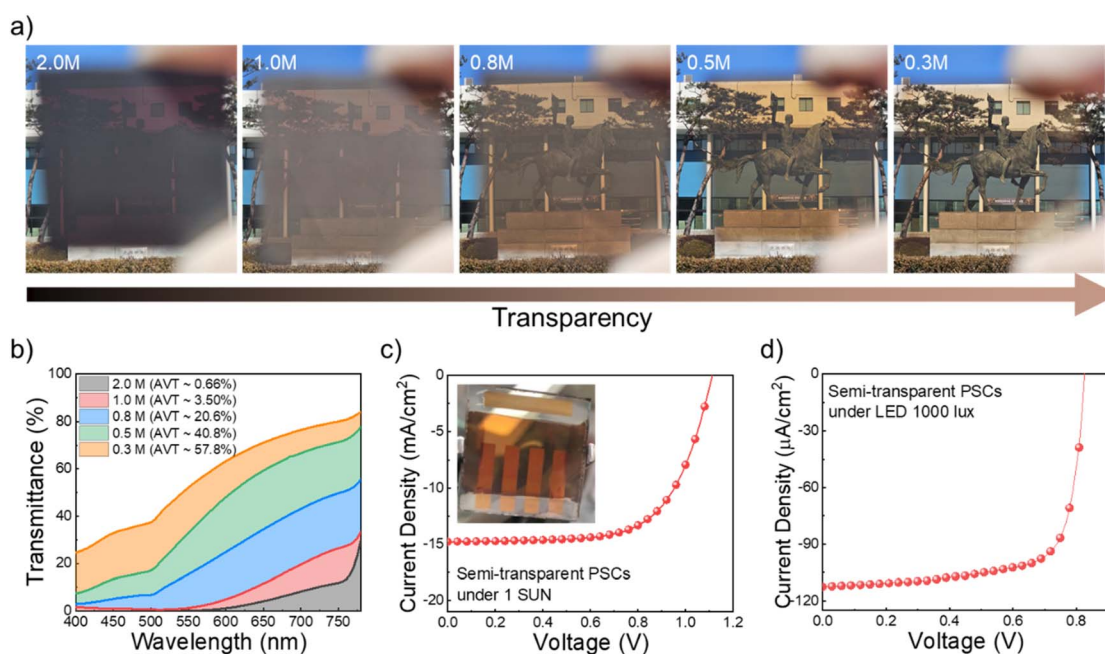 a)
2.0M
1.0M
0.8M
0.5M
0.3M
Transparency
b)
100
80
60
40
20
0
Transmittance (%)
2.0 M (AVT ~ 0.66%)
1.0 M (AVT ~ 3.50%)
0.8 M (AVT ~ 20.6%)
0.5 M (AVT ~ 40.8%)
0.3 M (AVT ~ 57.8%)
400 450 500 550 600 650 700 750
Wavelength (nm)
c)
0
-5
-10
-15
-20
Current Density (mA/cm²)
Semi-transparent PSCs
under 1 SUN
0.0 0.2 0.4 0.6 0.8 1.0 1.2
Voltage (V)
d)
0
-30
-60
-90
-120
Current Density (μA/cm²)
Semi-transparent PSCs
under LED 1000 lux
0.0 0.2 0.4 0.6 0.8
Voltage (V)